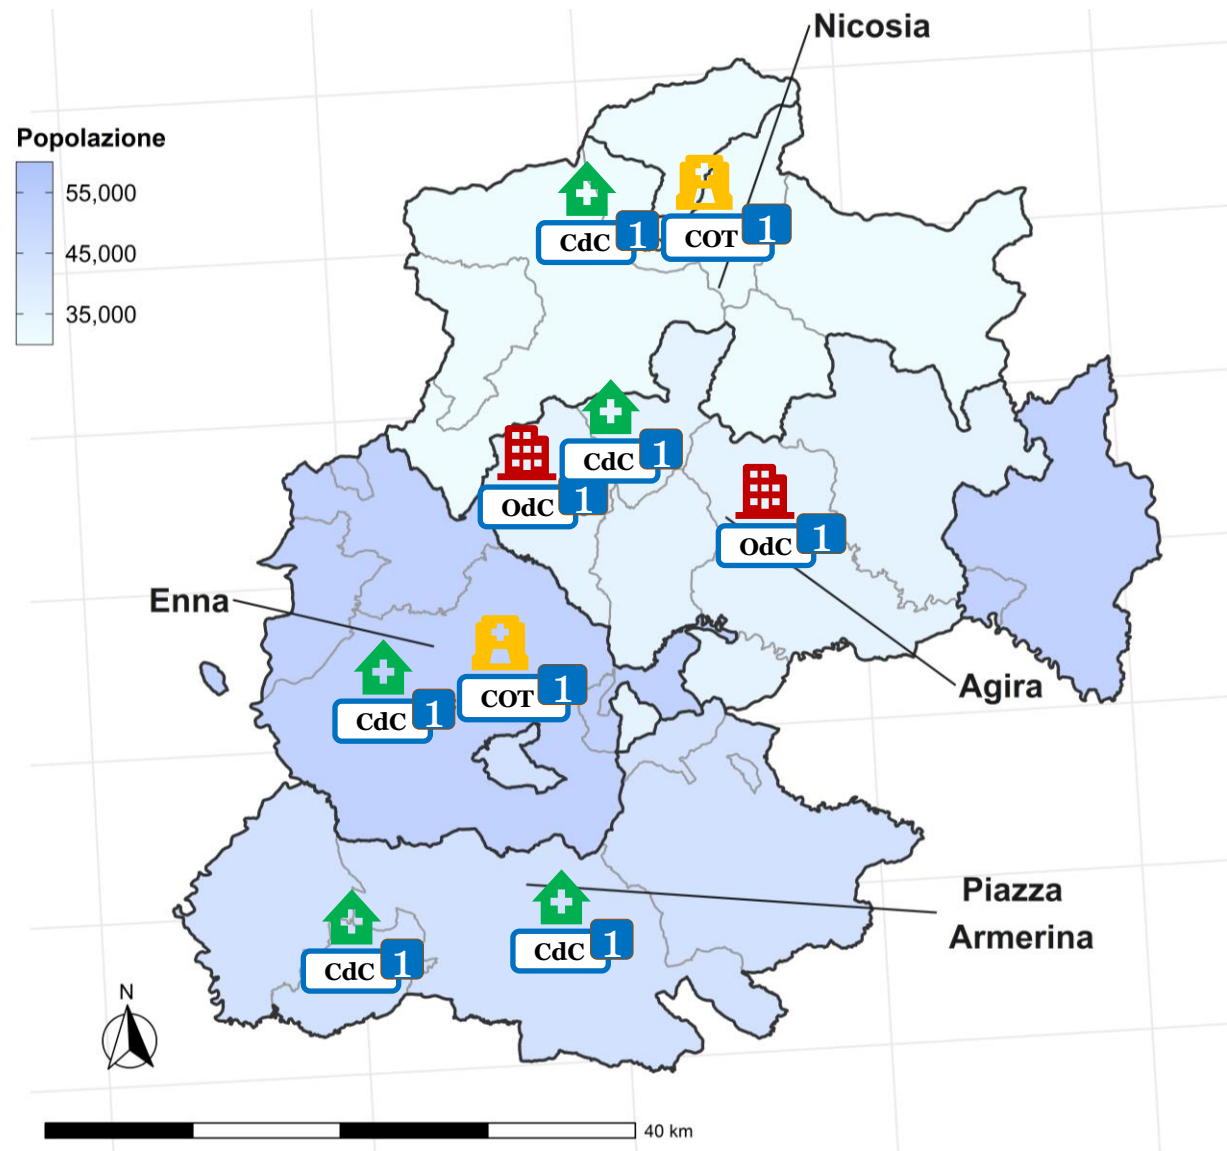 Nicosia
Popolazione
55,000
45,000
35,000
CdC 1
COT 1
CdC 1
OdC 1
OdC 1
Enna
CdC 1
COT 1
Agira
Piazza
Armerina
CdC 1
CdC 1
N
40 km